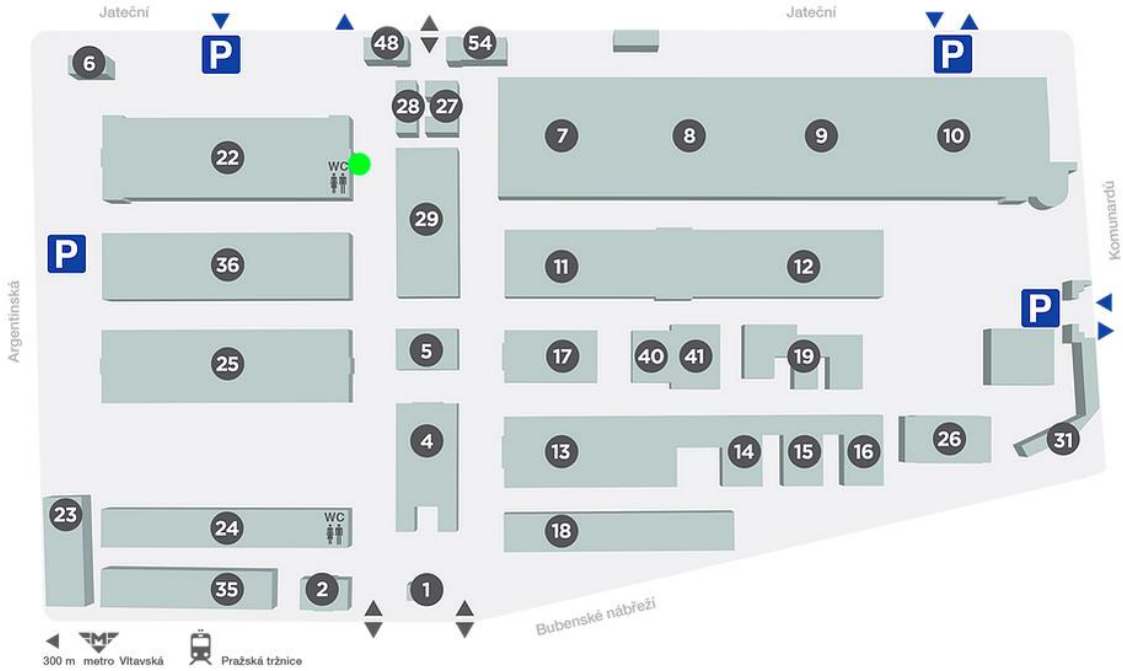 Jateční
Jateční
P
P
6
48
54
28
27
7
8
9
10
22
WC
29
Komunardů
P
36
11
12
P
Argentinská
5
17
40
41
19
25
4
13
14
15
16
26
31
23
24
WC
18
35
2
1
Bubenské nábřeží
300 m metro Vltavská
Pražská tržnice